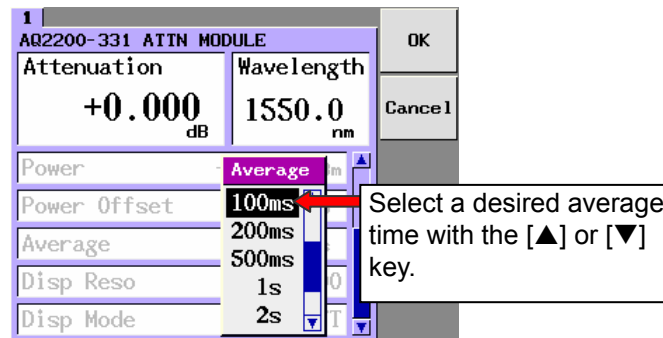 1
AQ2200-331 ATTN MODULE
OK
Attenuation
Wavelength
+0.000
dB
1550.0
nm
Cancel
Power
Average
m
Power Offset
100ms
Select a desired average
time with the [▲] or [▼]
key.
Average
200ms
500ms
Disp Reso
1s
0
Disp Mode
2s
T